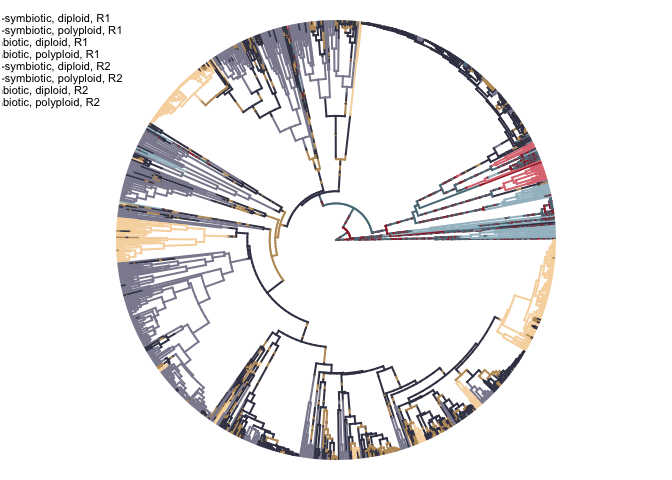 -symbiotic, diploid, R1
-symbiotic, polyploid, R1
biotic, diploid, R1
biotic, polyploid, R1
-symbiotic, diploid, R2
-symbiotic, polyploid, R2
biotic, diploid, R2
biotic, polyploid, R2